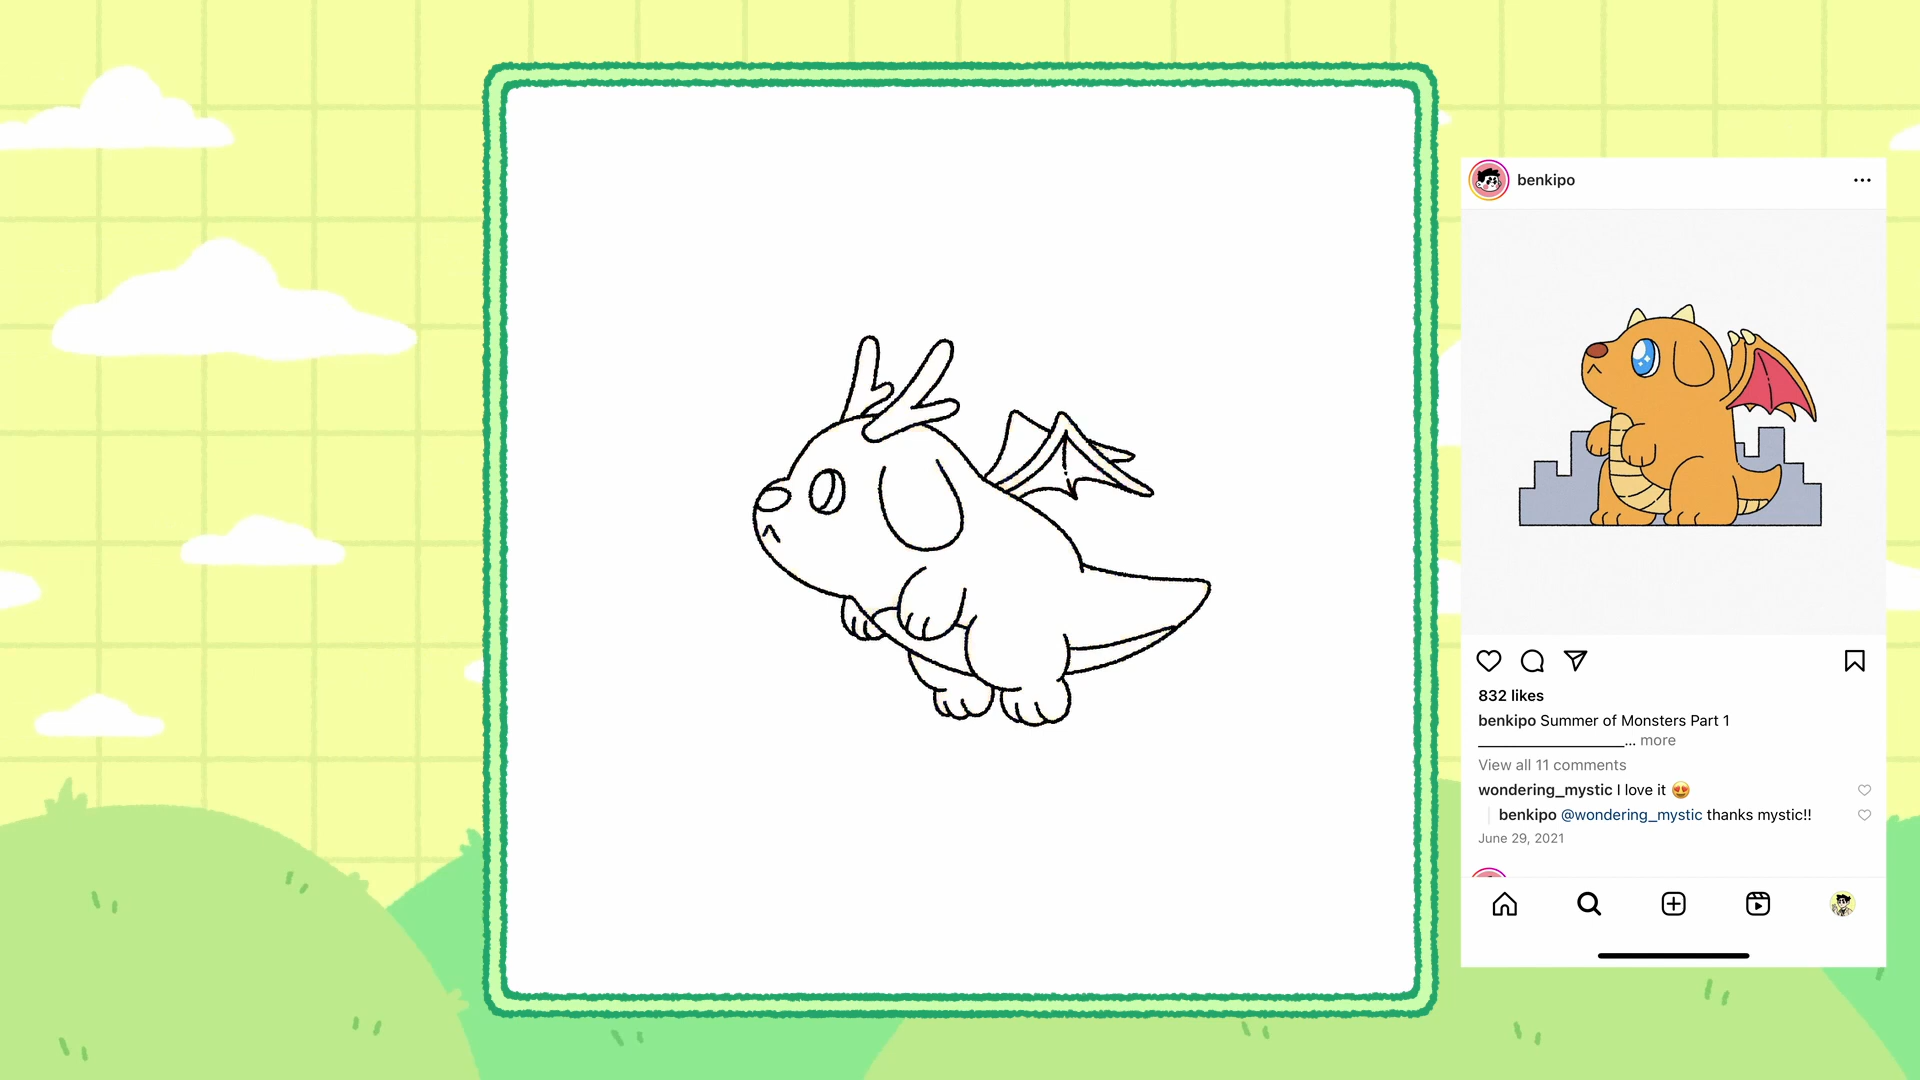 benkipo
832 likes
benkipo Summer of Monsters Part 1
____________________... more
View all 11 comments
wondering_mystic I love it 😍
benkipo @wondering_mystic thanks mystic!!
June 29, 2021